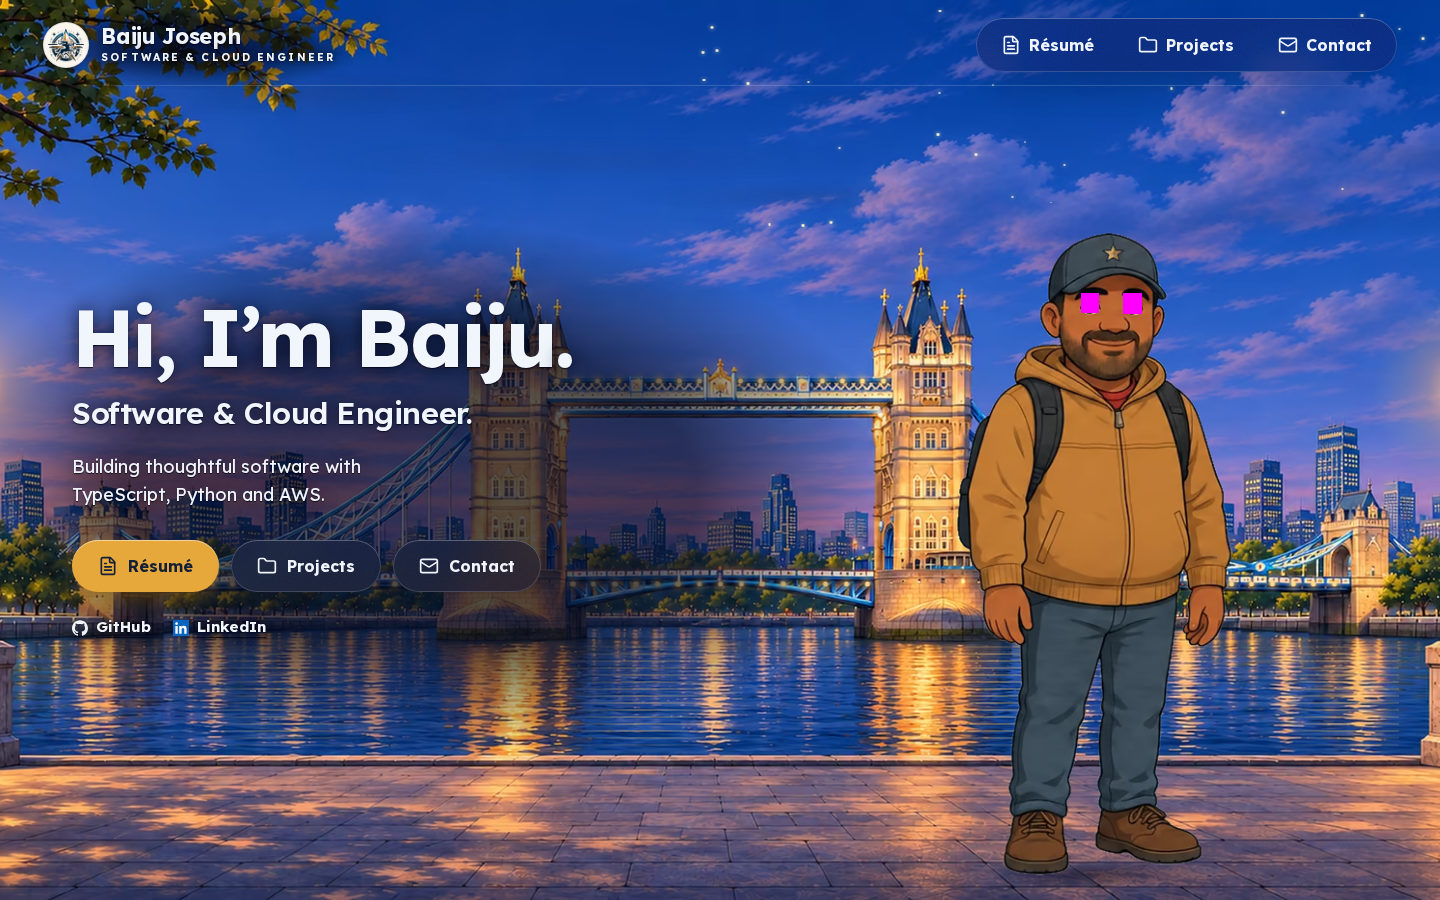 Baiju Joseph
SOFTWARE & CLOUD ENGINEER
Résumé
Projects
Contact
Hi, I’m Baiju.
Software & Cloud Engineer.
Building thoughtful software with
TypeScript, Python and AWS.
Résumé
Projects
Contact
GitHub
LinkedIn